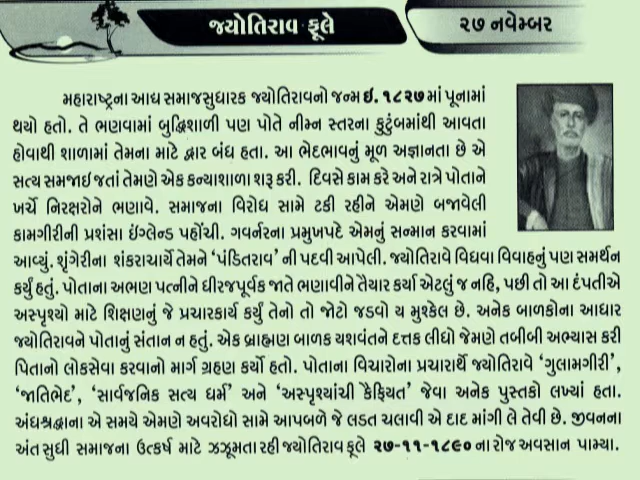 જ્યોતિરાવ ફૂલે
૨૭ નવેમ્બર
મહારાષ્ટ્રના આદ્ય સમાજસુધારક જ્યોતિરાવનો જન્મ ઇ. ૧૮૨૭માં પૂનામાં
થયો હતો. તે ભણવામાં બુદ્ધિશાળી પણ પોતે નીમ્ન સ્તરના કુટુંબમાંથી આવતા
હોવાથી શાળામાં તેમના માટે દ્વાર બંધ હતા. આ ભેદભાવનું મૂળ અજ્ઞાનતા છે એ
સત્ય સમજાઇ જતાં તેમણે એક કન્યાશાળા શરૂ કરી. દિવસે કામ કરે અને રાત્રે પોતાને
ખર્ચે નિરક્ષરોને ભણાવે. સમાજના વિરોધ સામે ટકી રહીને એમણે બજાવેલી
કામગીરીની પ્રશંસા ઇંગ્લેન્ડ પહોંચી. ગવર્નરના પ્રમુખપદે એમનું સન્માન કરવામાં
આવ્યું. શૃંગેરીના શંકરાચાર્યે તેમને ‘પંડિતરાવ’ ની પદવી આપેલી. જ્યોતિરાવે વિધવા વિવાહનું પણ સમર્થન
કર્યું હતું. પોતાના અભણ પત્નીને ધીરજપૂર્વક જાતે ભણાવીને તૈયાર કર્યા એટલું જ નહિ, પછી તો આ દંપતીએ
અસ્પૃશ્યો માટે શિક્ષણનું જે પ્રચારકાર્ય કર્યું તેનો તો જોટો જડવો ય મુશ્કેલ છે. અનેક બાળકોના આધાર
જ્યોતિરાવને પોતાનું સંતાન ન હતું. એક બ્રાહ્મણ બાળક યશવંતને દત્તક લીધો જેમણે તબીબી અભ્યાસ કરી
પિતાનો લોકસેવા કરવાનો માર્ગ ગ્રહણ કર્યો હતો. પોતાના વિચારોના પ્રચારાર્થે જ્યોતિરાવે ‘ગુલામગીરી’,
‘જાતિભેદ’, ‘સાર્વજનિક સત્ય ધર્મ’ અને ‘અસ્પૃશ્યાંચી કૈફિયત’ જેવા અનેક પુસ્તકો લખ્યાં હતા.
અંધશ્રદ્ધાના એ સમયે એમણે અવરોધો સામે આપબળે જે લડત ચલાવી એ દાદ માંગી લે તેવી છે. જીવનના
અંત સુધી સમાજના ઉત્કર્ષ માટે ઝઝૂમતા રહી જ્યોતિરાવ ફૂલે ૨૭-૧૧-૧૮૯૦ ના રોજ અવસાન પામ્યા.